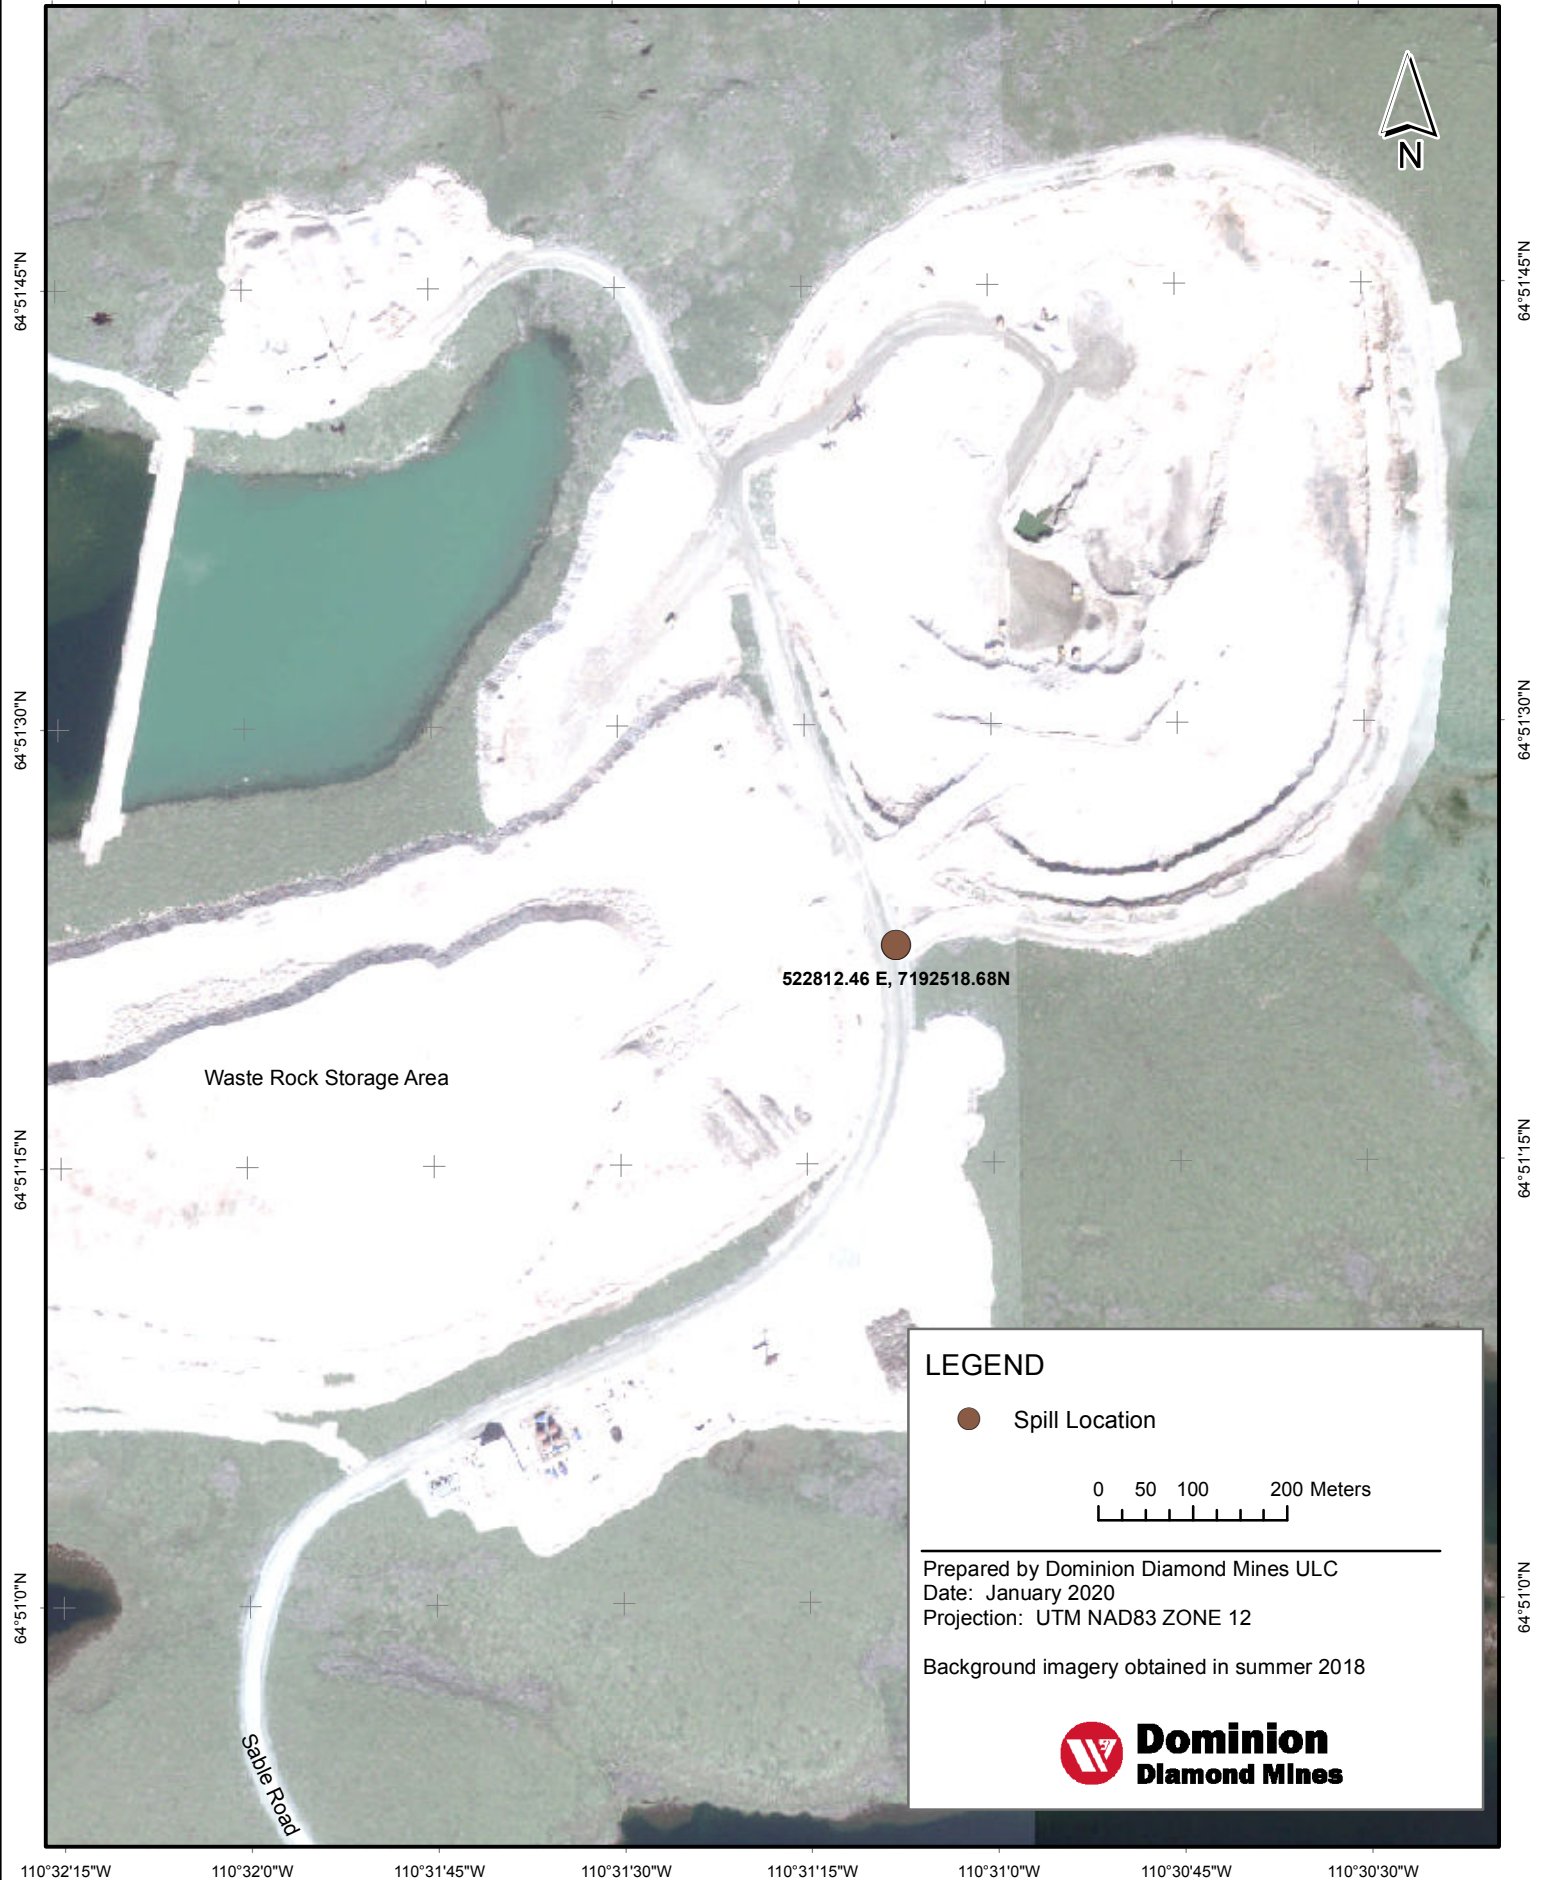 N
64°51'45"N
64°51'45"N
64°51'30"N
64°51'30"N
522812.46 E, 7192518.68N
Waste Rock Storage Area
64°51'15"N
64°51'15"N
LEGEND
Spill Location
0 50 100 200 Meters
Prepared by Dominion Diamond Mines ULC
Date: January 2020
Projection: UTM NAD83 ZONE 12
Background imagery obtained in summer 2018
Dominion
Diamond Mines
64°51'0"N
64°51'0"N
Sable Road
110°32'15"W 110°32'0"W 110°31'45"W 110°31'30"W 110°31'15"W 110°31'0"W 110°30'45"W 110°30'30"W